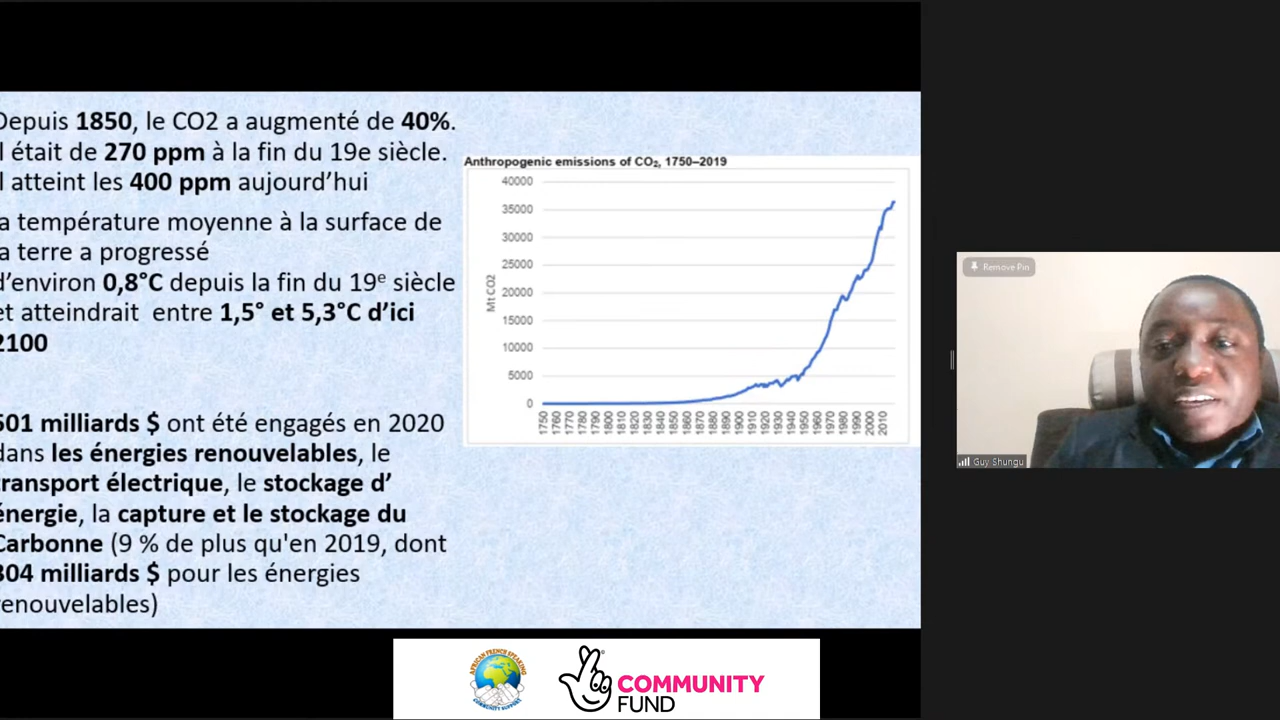 Depuis 1850, le CO2 a augmenté de 40%.
l était de 270 ppm à la fin du 19e siècle.
l atteint les 400 ppm aujourd’hui
a température moyenne à la surface de
a terre a progressé
d’environ 0,8°C depuis la fin du 19e siècle
et atteindrait entre 1,5° et 5,3°C d’ici
2100
501 milliards $ ont été engagés en 2020
dans les énergies renouvelables, le
transport électrique, le stockage d’
énergie, la capture et le stockage du
Carbonne (9 % de plus qu'en 2019, dont
304 milliards $ pour les énergies
renouvelables)
Anthropogenic emissions of CO2, 1750–2019
Mt CO2
40000
35000
30000
25000
20000
15000
10000
5000
0
1750 1760 1770 1780 1790 1800 1810 1820 1830 1840 1850 1860 1870 1880 1890 1900 1910 1920 1930 1940 1950 1960 1970 1980 1990 2000 2010
Remove Pin
Guy Shungu
AFRICAN FRENCH SPEAKING
COMMUNITY SUPPORT
COMMUNITY
FUND